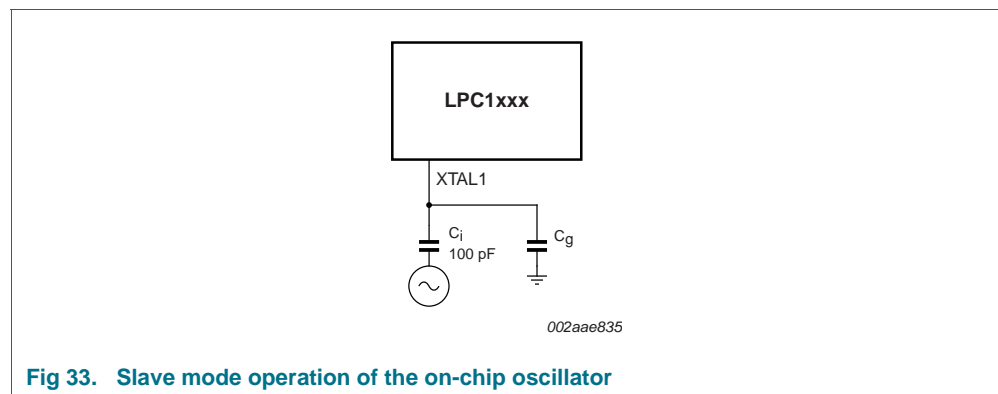 LPC1xxx
XTAL1
Ci
100 pF
Cg
002aae835
Fig 33. Slave mode operation of the on-chip oscillator